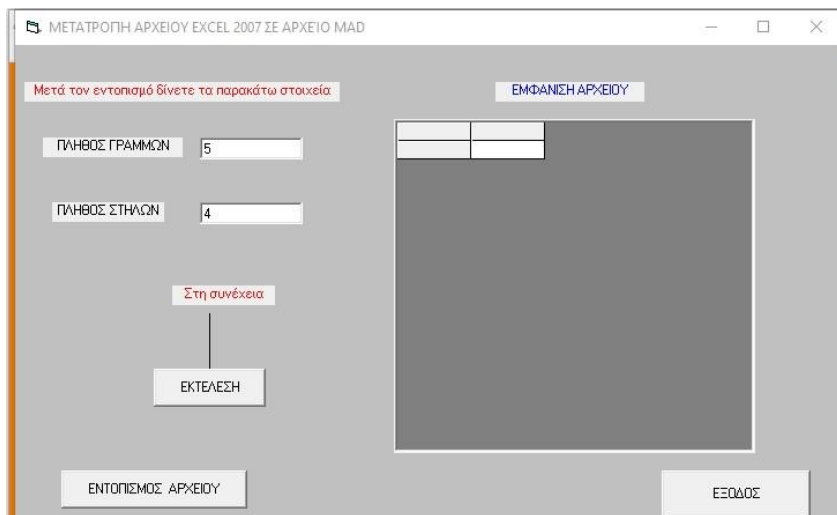 ΜΕΤΑΤΡΟΠΗ ΑΡΧΕΙΟΥ EXCEL 2007 ΣΕ ΑΡΧΕΊΟ MAD
Μετά τον εντοπισμό δίνετε τα παρακάτω στοιχεία
ΕΜΦΑΝΙΣΗ ΑΡΧΕΙΟΥ
ΠΛΗΘΟΣ ΓΡΑΜΜΩΝ 5
ΠΛΗΘΟΣ ΣΤΗΛΩΝ 4
Στη συνέχεια
ΕΚΤΕΛΕΣΗ
ΕΝΤΟΠΙΣΜΟΣ ΑΡΧΕΙΟΥ
ΕΞΟΔΟΣ